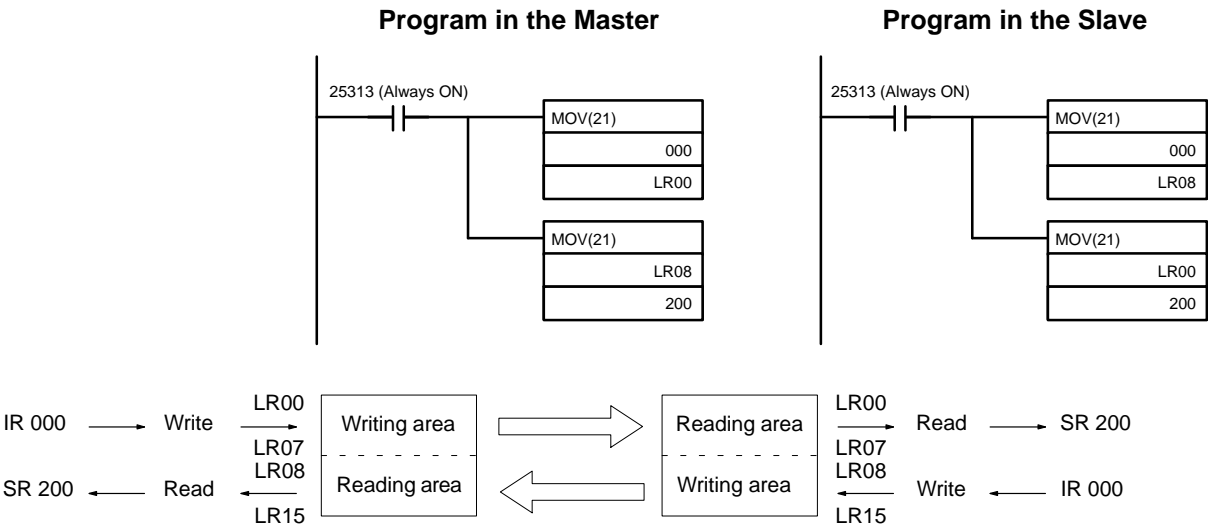 Program in the Master
Program in the Slave
25313 (Always ON)
MOV(21)
000
LR00
MOV(21)
LR08
200
25313 (Always ON)
MOV(21)
000
LR08
MOV(21)
LR00
200
IR 000 Write LR00 Writing area Reading area LR00 Read SR 200
LR07 LR07
LR08 LR08
SR 200 Read Reading area Writing area Write IR 000
LR15 LR15